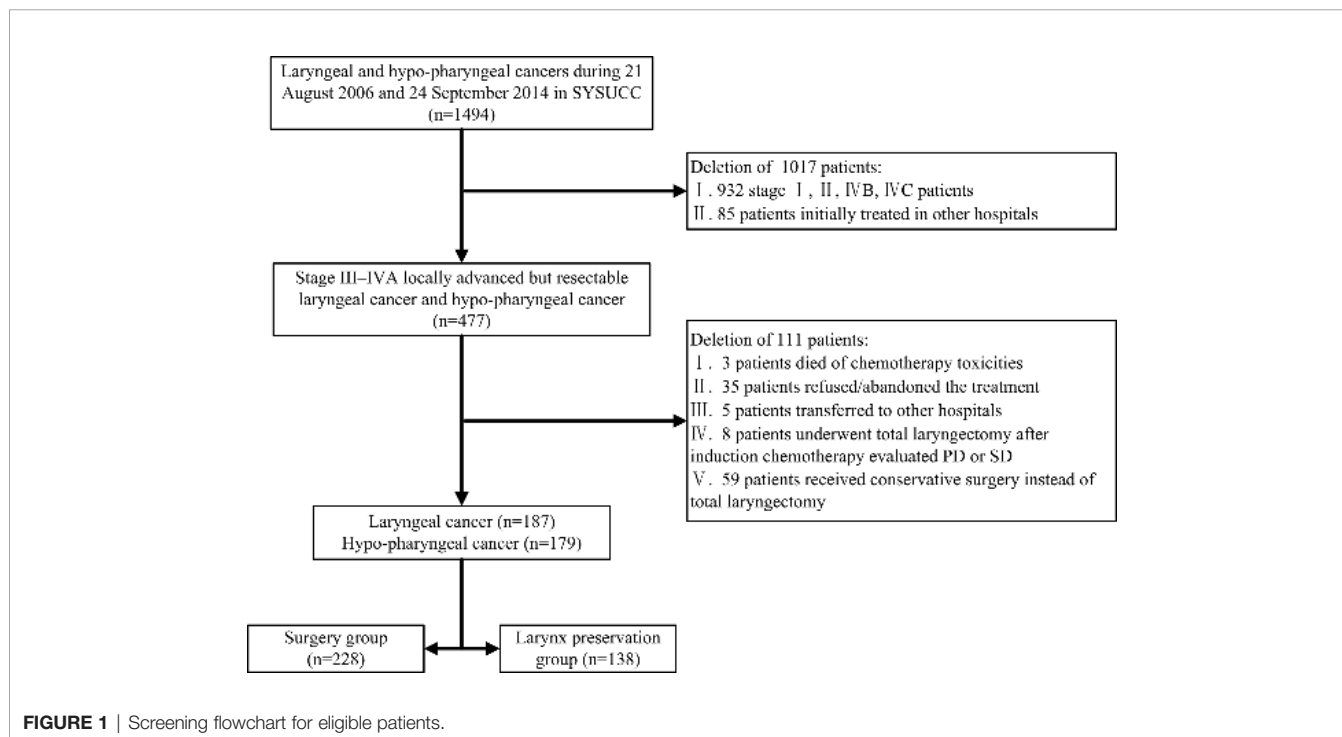 Laryngeal and hypo-pharyngeal cancers during 21
August 2006 and 24 September 2014 in SYSUCC
(n=1494)
Deletion of 1017 patients:
Ⅰ. 932 stage Ⅰ, Ⅱ, ⅣB, ⅣC patients
Ⅱ. 85 patients initially treated in other hospitals
Stage III–IVA locally advanced but resectable
laryngeal cancer and hypo-pharyngeal cancer
(n=477)
Deletion of 111 patients:
Ⅰ. 3 patients died of chemotherapy toxicities
Ⅱ. 35 patients refused/abandoned the treatment
Ⅲ. 5 patients transferred to other hospitals
Ⅳ. 8 patients underwent total laryngectomy after
induction chemotherapy evaluated PD or SD
Ⅴ. 59 patients received conservative surgery instead of
total laryngectomy
Laryngeal cancer (n=187)
Hypo-pharyngeal cancer (n=179)
Surgery group
(n=228)
Larynx preservation
group (n=138)
FIGURE 1 | Screening flowchart for eligible patients.